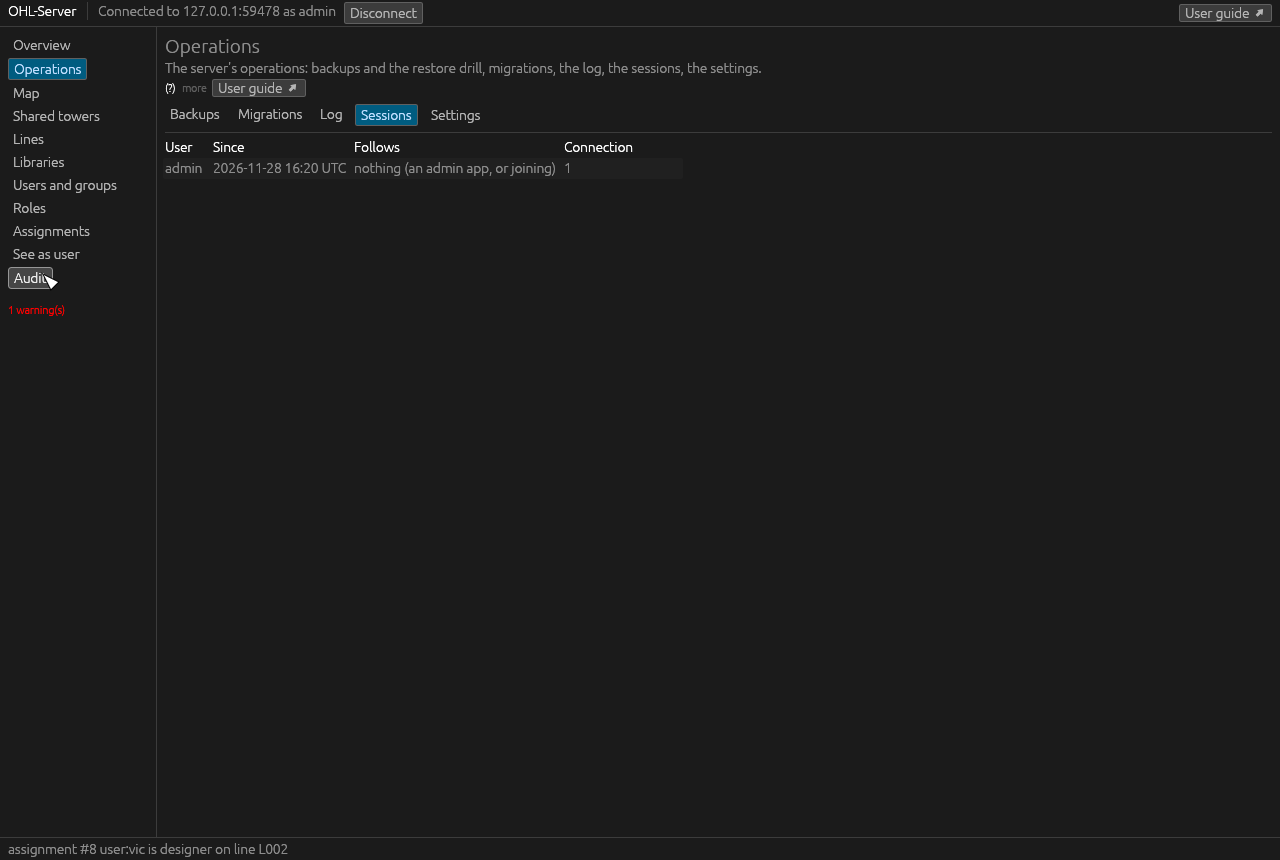 OHL-Server Connected to 127.0.0.1:59478 as admin Disconnect User guide
Overview
Operations
Map
Shared towers
Lines
Libraries
Users and groups
Roles
Assignments
See as user
Audit
1 warning(s)
Operations
The server's operations: backups and the restore drill, migrations, the log, the sessions, the settings.
(?) more User guide
Backups Migrations Log Sessions Settings
User Since Follows Connection
admin 2026-11-28 16:20 UTC nothing (an admin app, or joining) 1
assignment #8 user:vic is designer on line L002